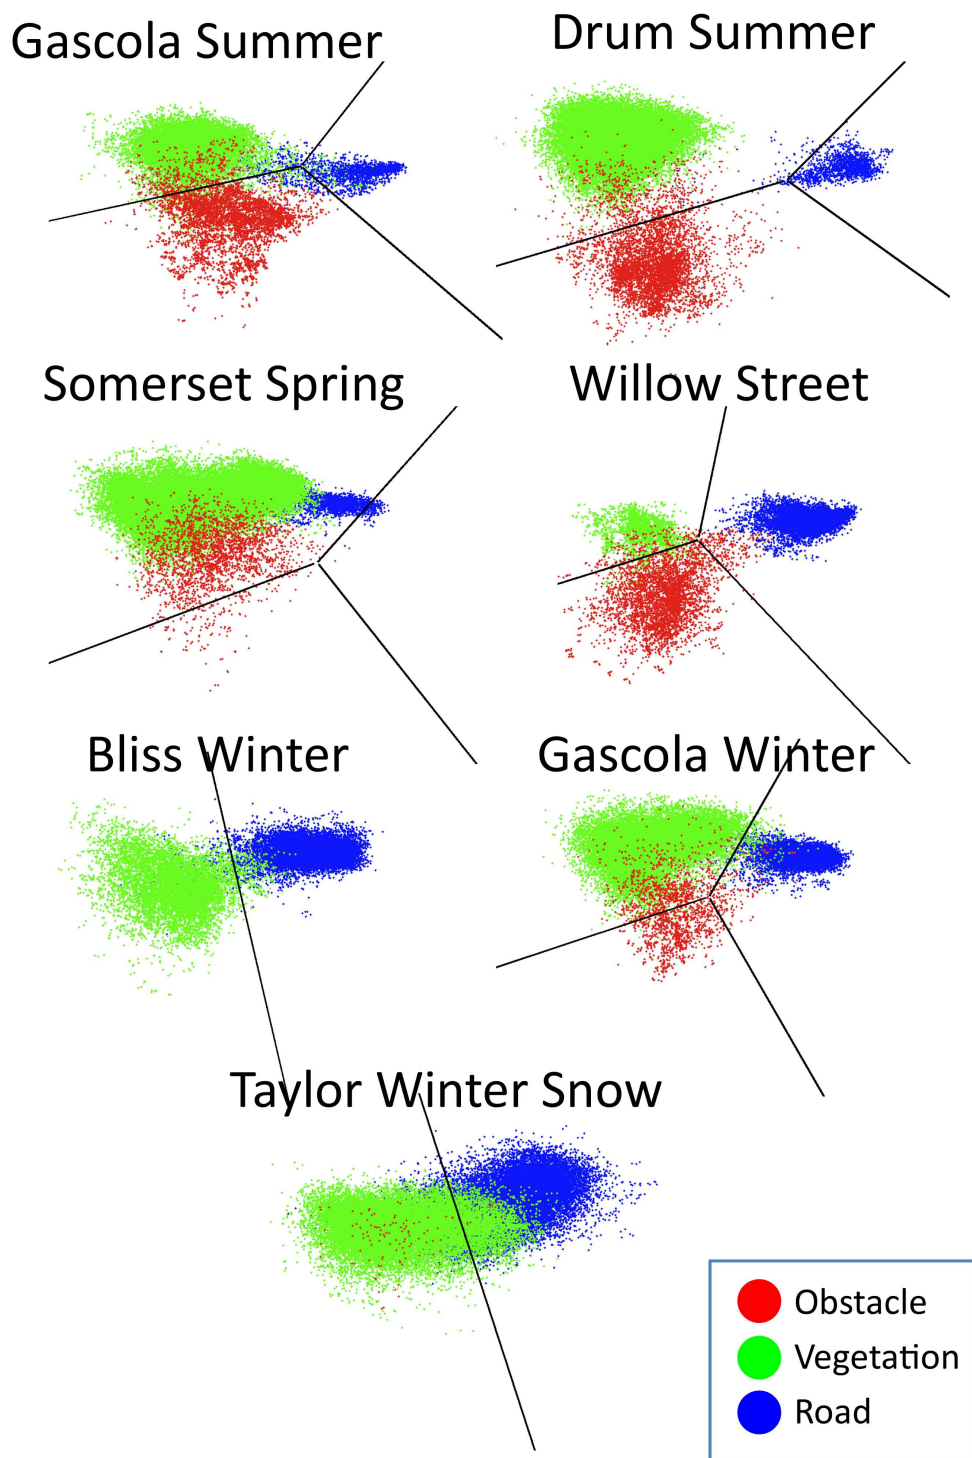 Gascola Summer
Drum Summer
Somerset Spring
Willow Street
Bliss Winter
Gascola Winter
Taylor Winter Snow
Obstacle
Vegetation
Road